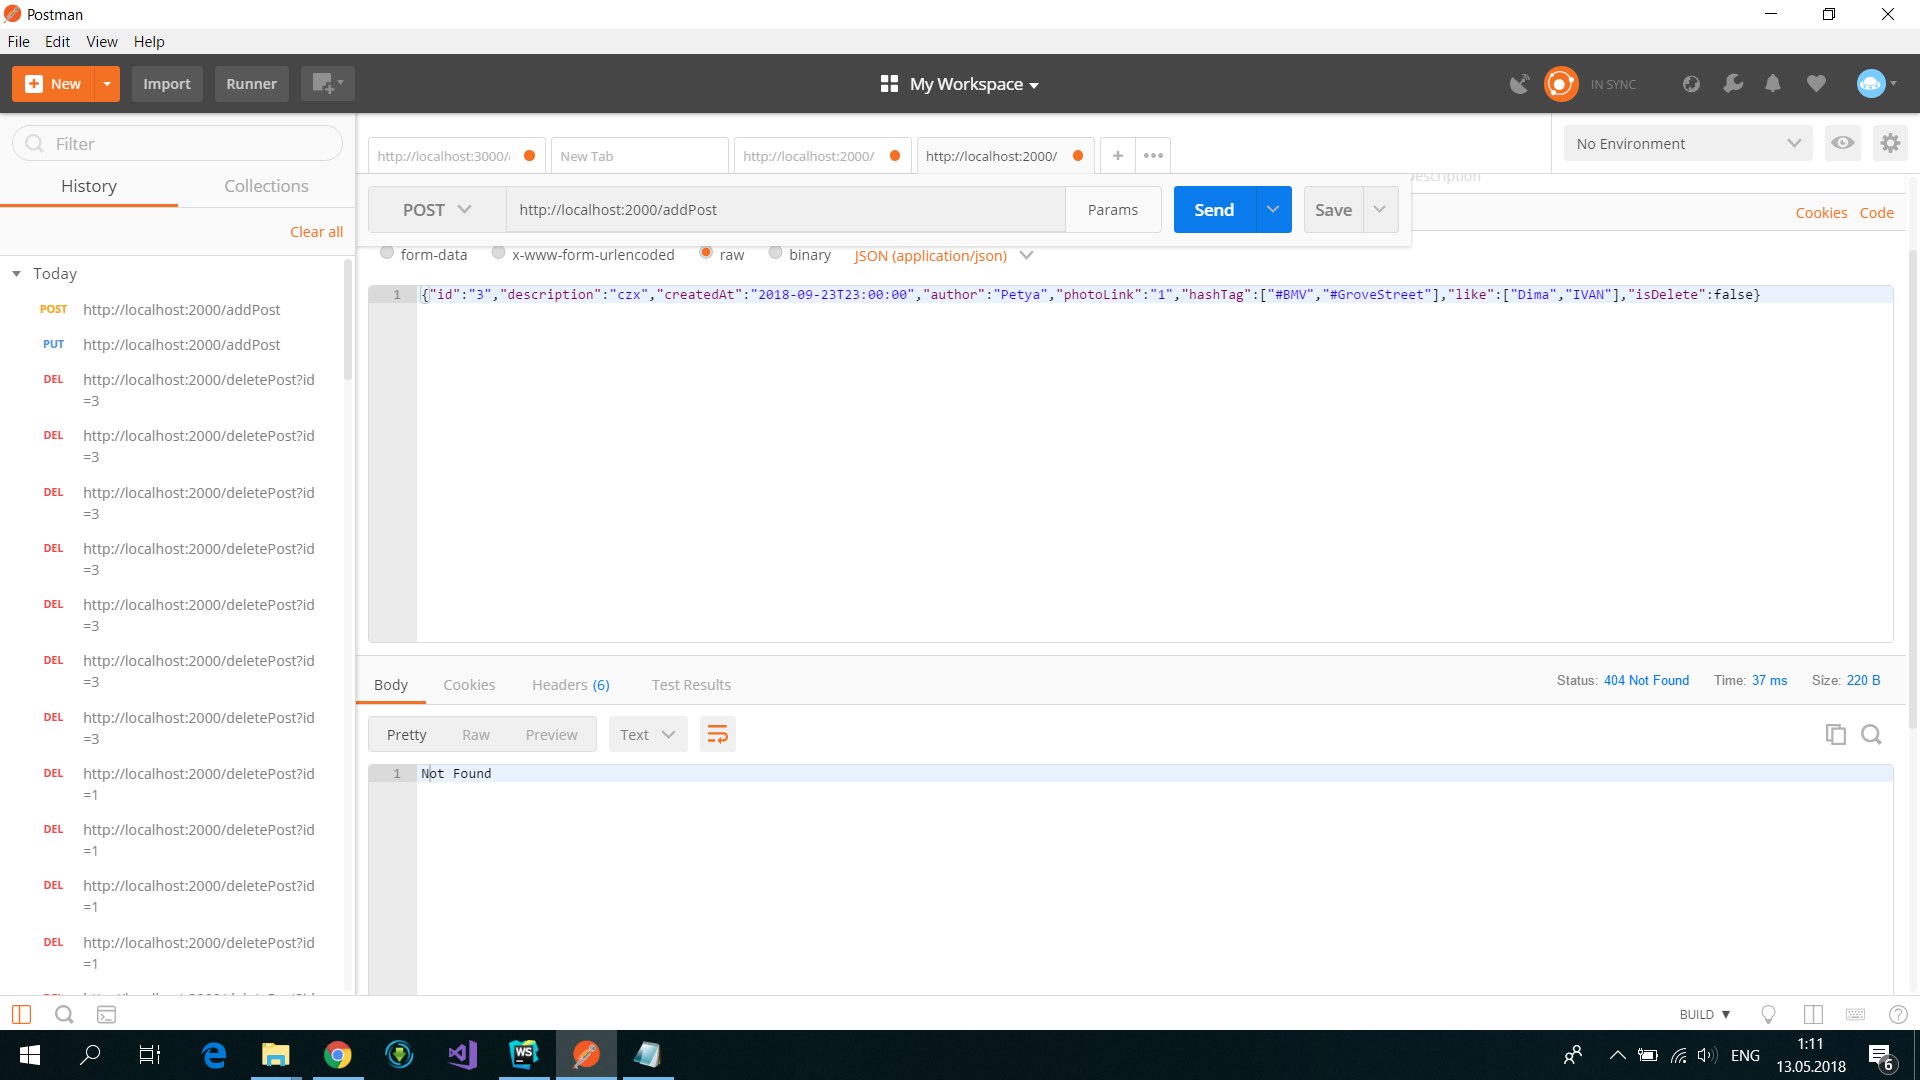 Postman
File Edit View Help
New Import Runner My Workspace IN SYNC
Filter
http://localhost:3000/ New Tab http://localhost:2000/ http://localhost:2000/ + ••• No Environment
History Collections
POST http://localhost:2000/addPost Params Send Save
Cookies Code
Clear all
form-data x-www-form-urlencoded raw binary JSON (application/json)
1 {"id":"3","description":"czx","createdAt":"2018-09-23T23:00:00","author":"Petya","photoLink":"1","hashTag":["#BMV","#GroveStreet"],"like":["Dima","IVAN"],"isDelete":false}
Today
POST http://localhost:2000/addPost
PUT http://localhost:2000/addPost
DEL http://localhost:2000/deletePost?id
=3
DEL http://localhost:2000/deletePost?id
=3
DEL http://localhost:2000/deletePost?id
=3
DEL http://localhost:2000/deletePost?id
=3
DEL http://localhost:2000/deletePost?id
=3
DEL http://localhost:2000/deletePost?id
=3
DEL http://localhost:2000/deletePost?id
=3
DEL http://localhost:2000/deletePost?id
=1
DEL http://localhost:2000/deletePost?id
=1
DEL http://localhost:2000/deletePost?id
=1
DEL http://localhost:2000/deletePost?id
=1
Body Cookies Headers (6) Test Results Status: 404 Not Found Time: 37 ms Size: 220 B
Pretty Raw Preview Text
1 Not Found
BUILD
WS
ENG
1:11
13.05.2018
6